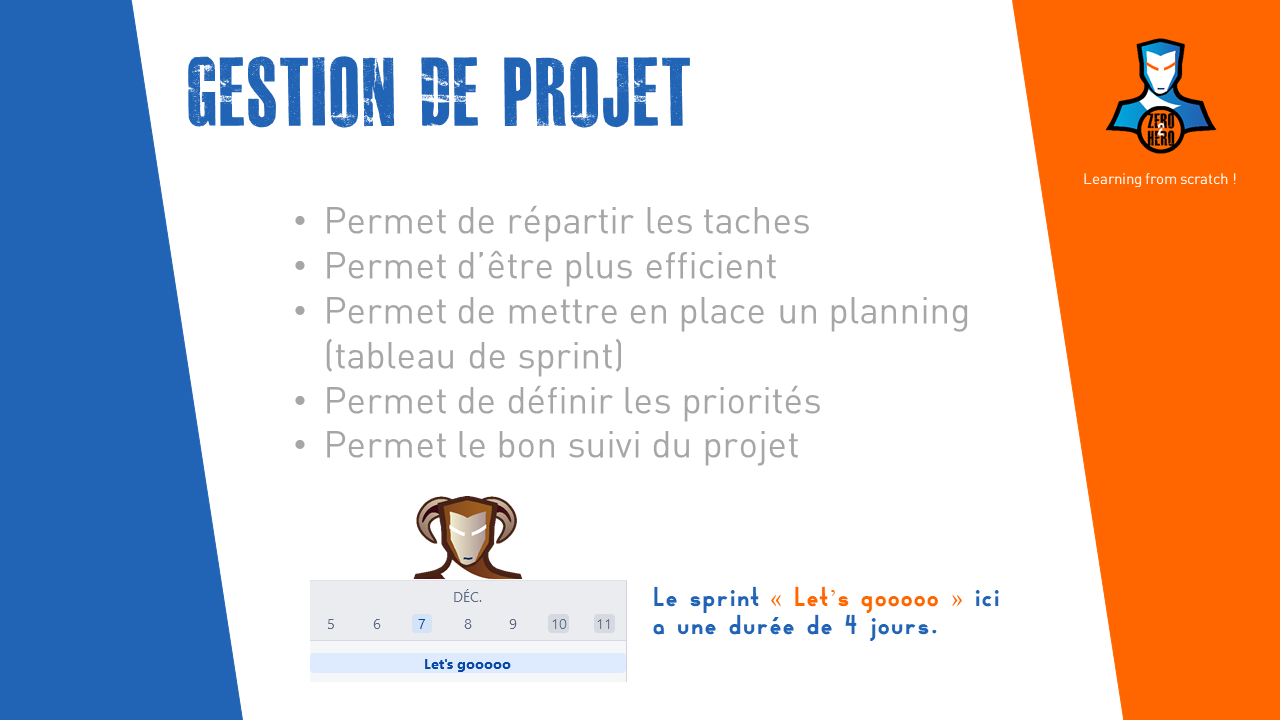 GESTION DE PROJET
ZERO
2
HERO
Learning from scratch !
• Permet de répartir les taches
• Permet d’être plus efficient
• Permet de mettre en place un planning
(tableau de sprint)
• Permet de définir les priorités
• Permet le bon suivi du projet
DÉC.
5 6 7 8 9 10 11
Let's gooooo
Le sprint « Let’s gooooo » ici
a une durée de 4 jours.